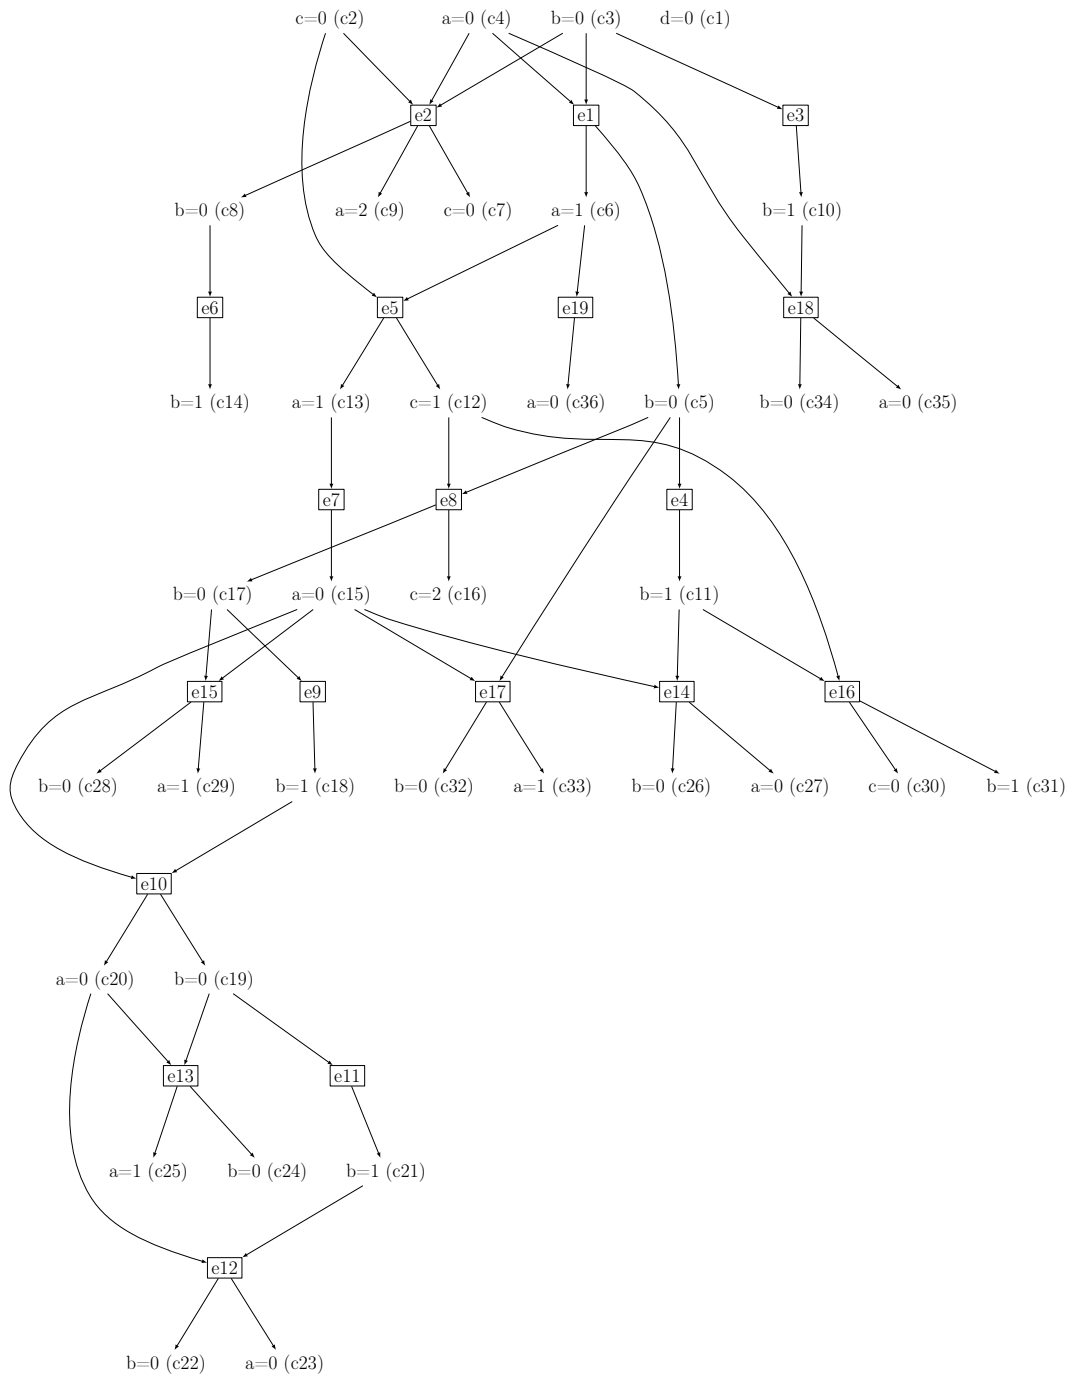 c=0 (c2) a=0 (c4) b=0 (c3) d=0 (c1)
e2 e1 e3
b=0 (c8) a=2 (c9) c=0 (c7) a=1 (c6) b=1 (c10)
e6 e5 e19 e18
b=1 (c14) a=1 (c13) c=1 (c12) a=0 (c36) b=0 (c5) b=0 (c34) a=0 (c35)
e7 e8 e4
b=0 (c17) a=0 (c15) c=2 (c16) b=1 (c11)
e15 e9 e17 e14 e16
b=0 (c28) a=1 (c29) b=1 (c18) b=0 (c32) a=1 (c33) b=0 (c26) a=0 (c27) c=0 (c30) b=1 (c31)
e10
a=0 (c20) b=0 (c19)
e13 e11
a=1 (c25) b=0 (c24) b=1 (c21)
e12
b=0 (c22) a=0 (c23)